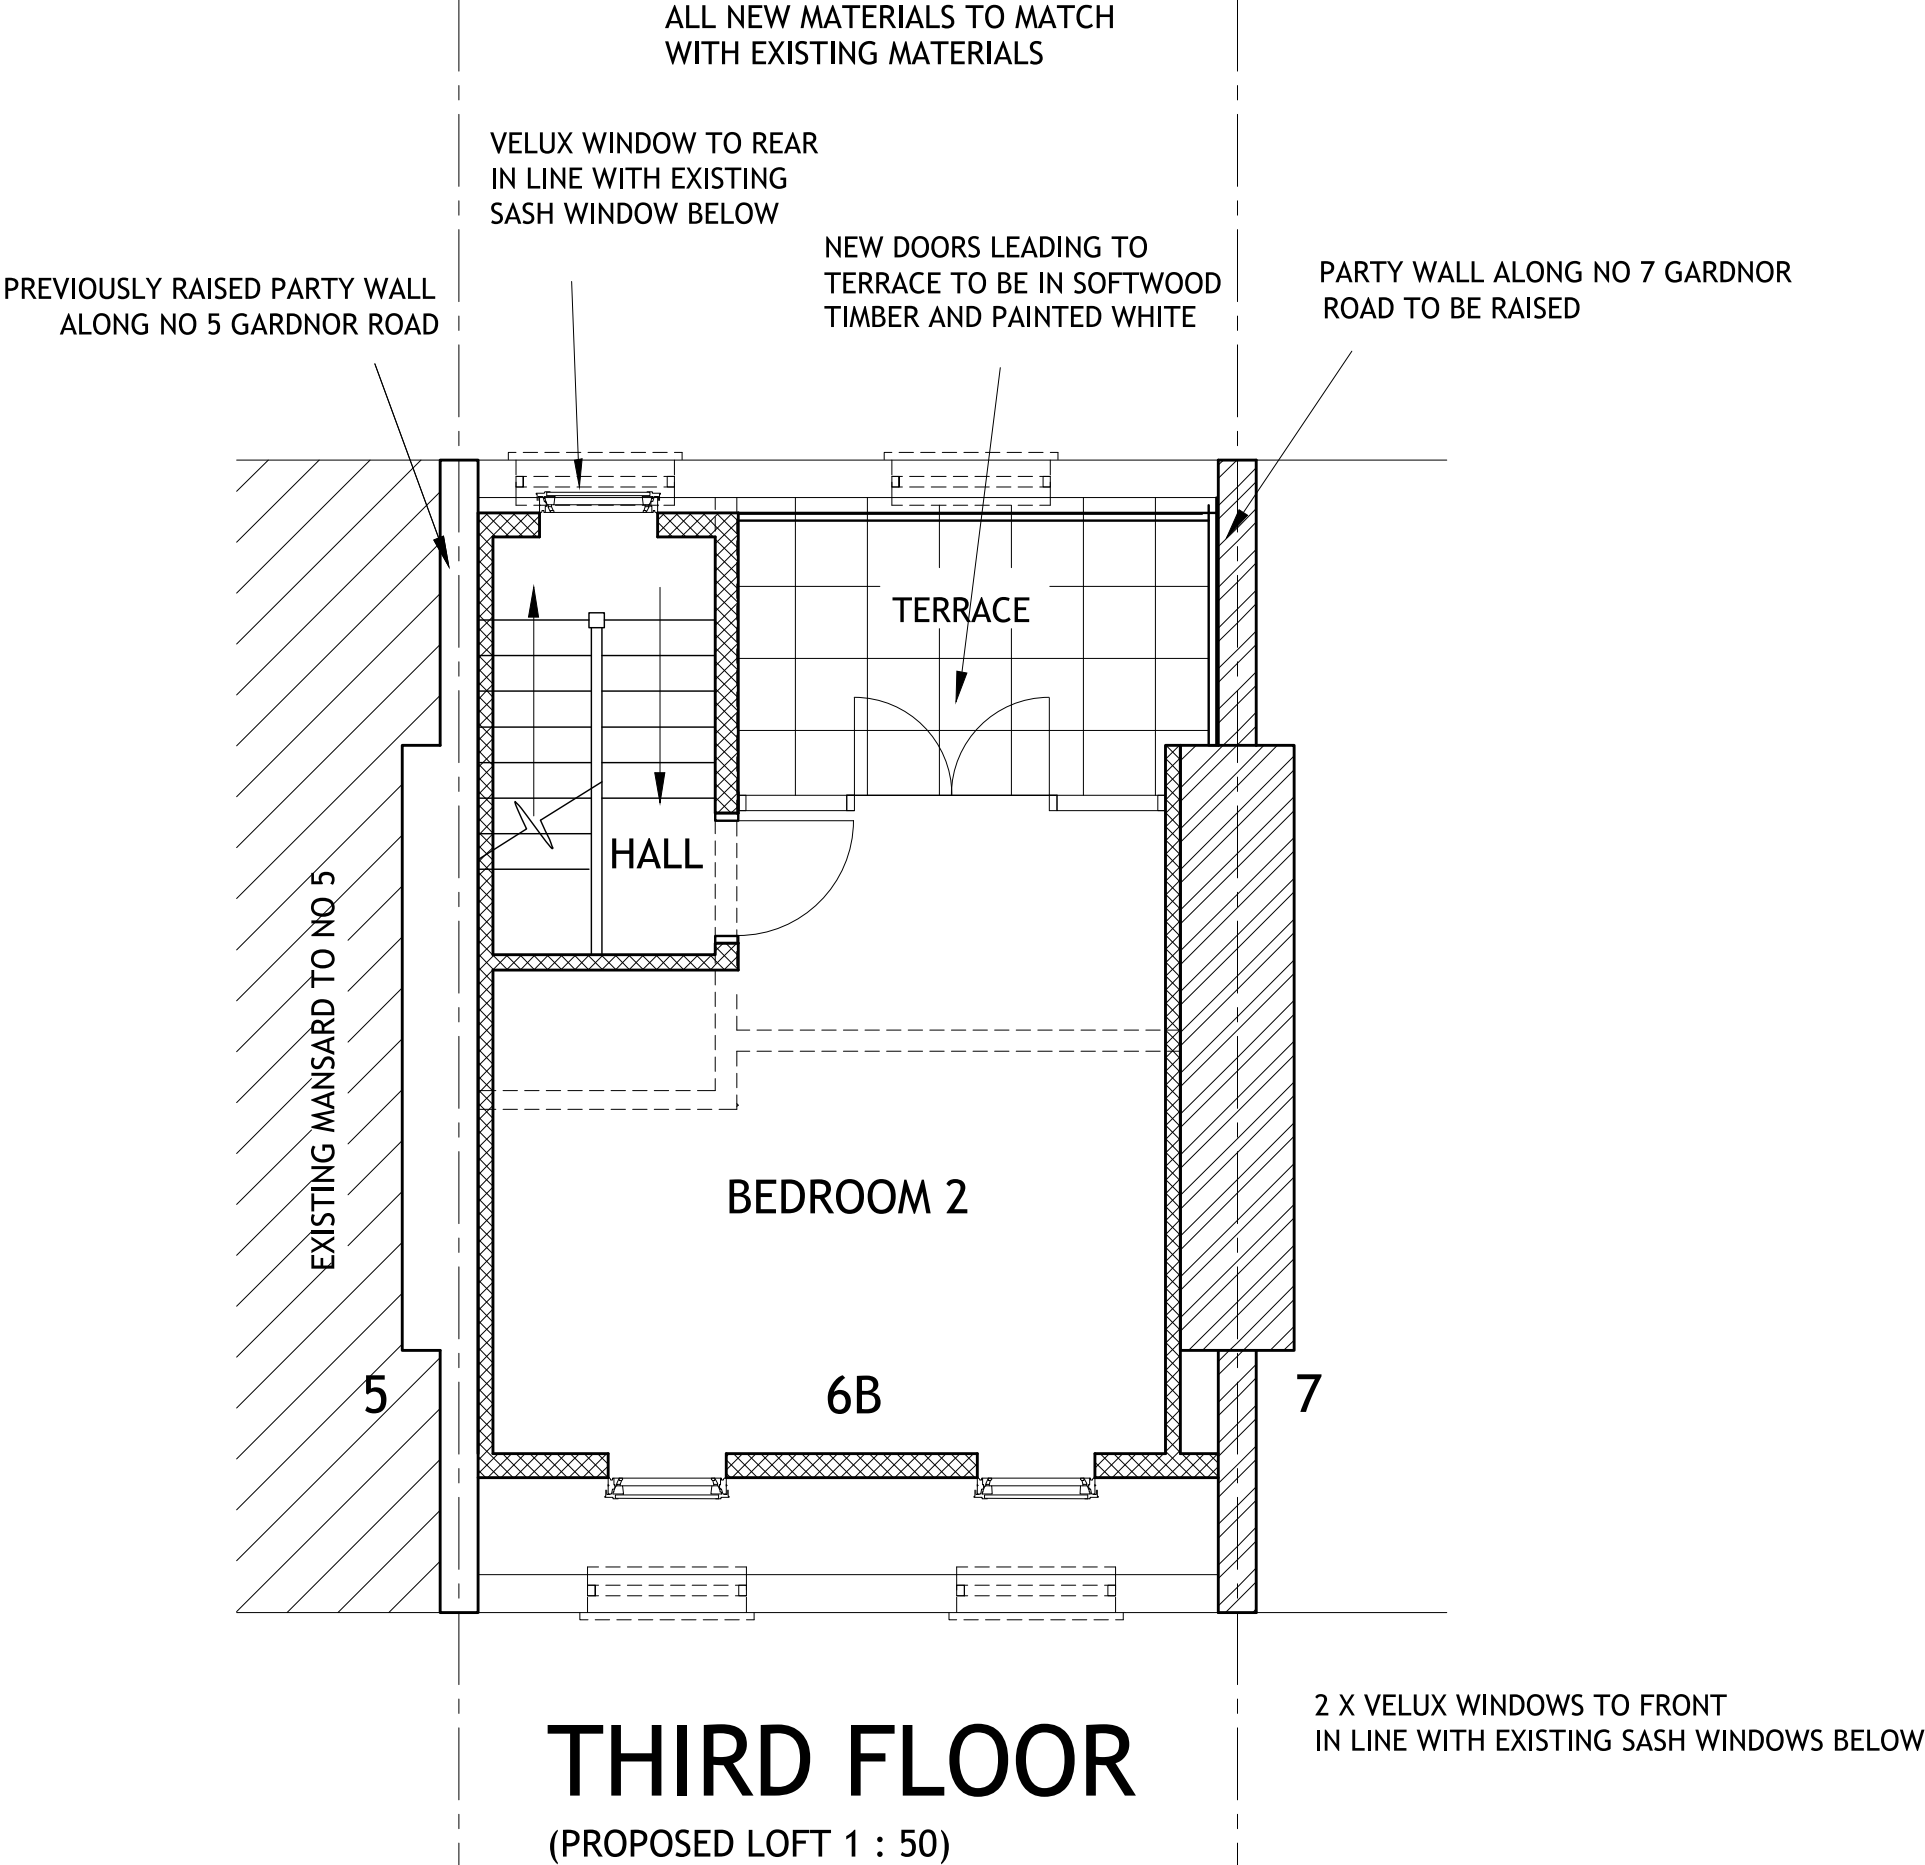 ALL NEW MATERIALS TO MATCH
WITH EXISTING MATERIALS
VELUX WINDOW TO REAR
IN LINE WITH EXISTING
SASH WINDOW BELOW
NEW DOORS LEADING TO
TERRACE TO BE IN SOFTWOOD
TIMBER AND PAINTED WHITE
PREVIOUSLY RAISED PARTY WALL
ALONG NO 5 GARDNOR ROAD
PARTY WALL ALONG NO 7 GARDNOR
ROAD TO BE RAISED
TERRACE
HALL
EXISTING MANSARD TO NO 5
BEDROOM 2
5
6B
7
2 X VELUX WINDOWS TO FRONT
IN LINE WITH EXISTING SASH WINDOWS BELOW
THIRD FLOOR
(PROPOSED LOFT 1 : 50)